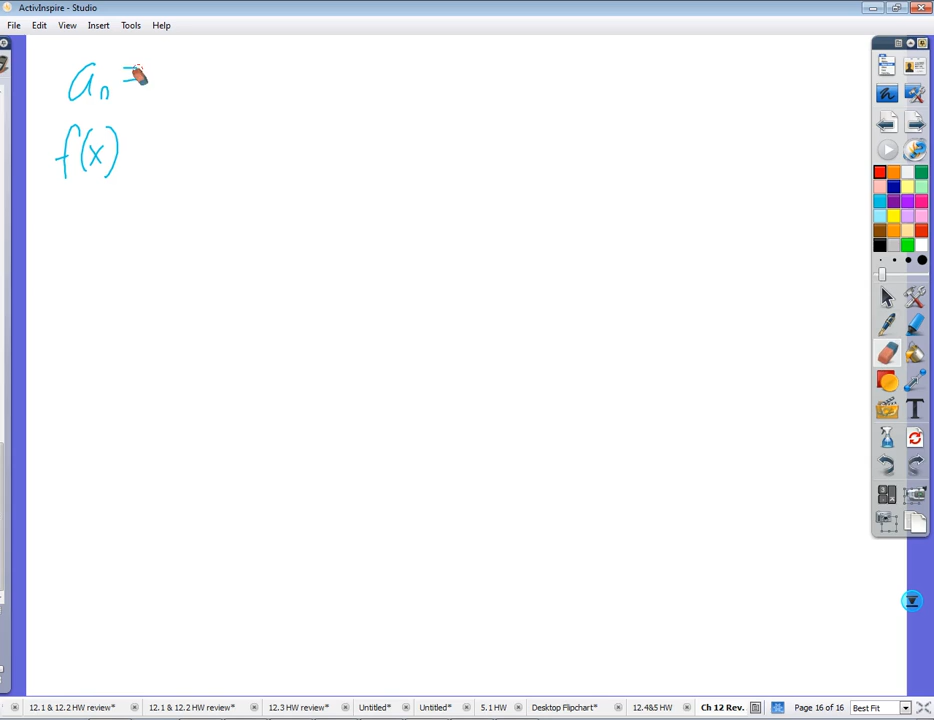 ActivInspire - Studio
File Edit View Insert Tools Help
aₙ =
f(x)
T
12.1 & 12.2 HW review* 12.1 & 12.2 HW review* 12.3 HW review* Untitled* Untitled* 5.1 HW Desktop Flipchart* 12.4&5 HW Ch 12 Rev. Page 16 of 16 Best Fit